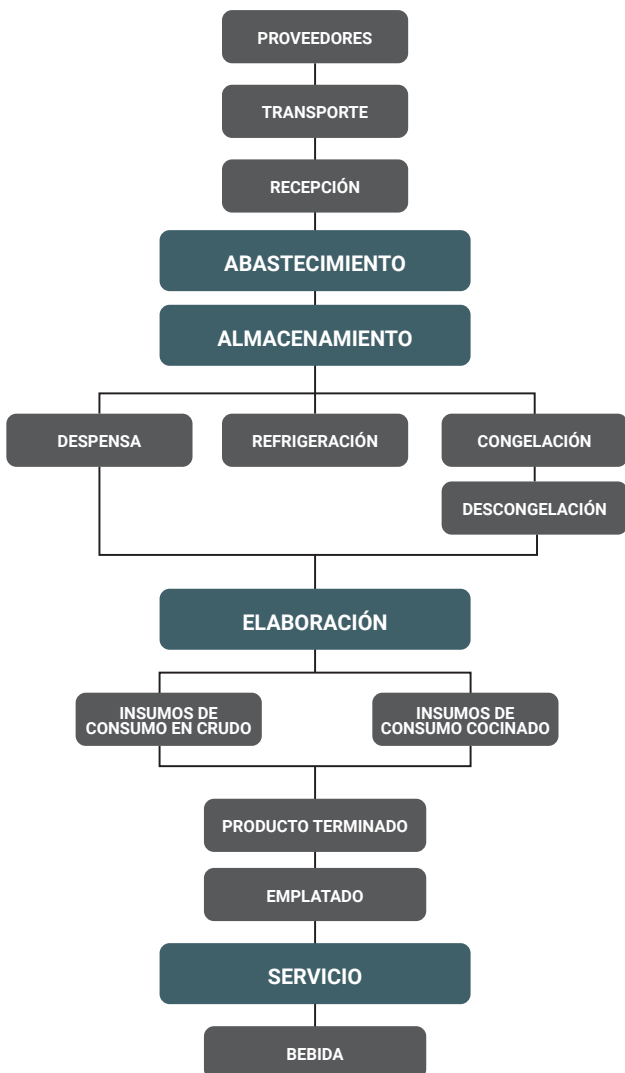 PROVEEDORES
TRANSPORTE
RECEPCIÓN
ABASTECIMIENTO
ALMACENAMIENTO
DESPENSA
REFRIGERACIÓN
CONGELACIÓN
DESCONGELACIÓN
ELABORACIÓN
INSUMOS DE
CONSUMO EN CRUDO
INSUMOS DE
CONSUMO COCINADO
PRODUCTO TERMINADO
EMPLATADO
SERVICIO
BEBIDA